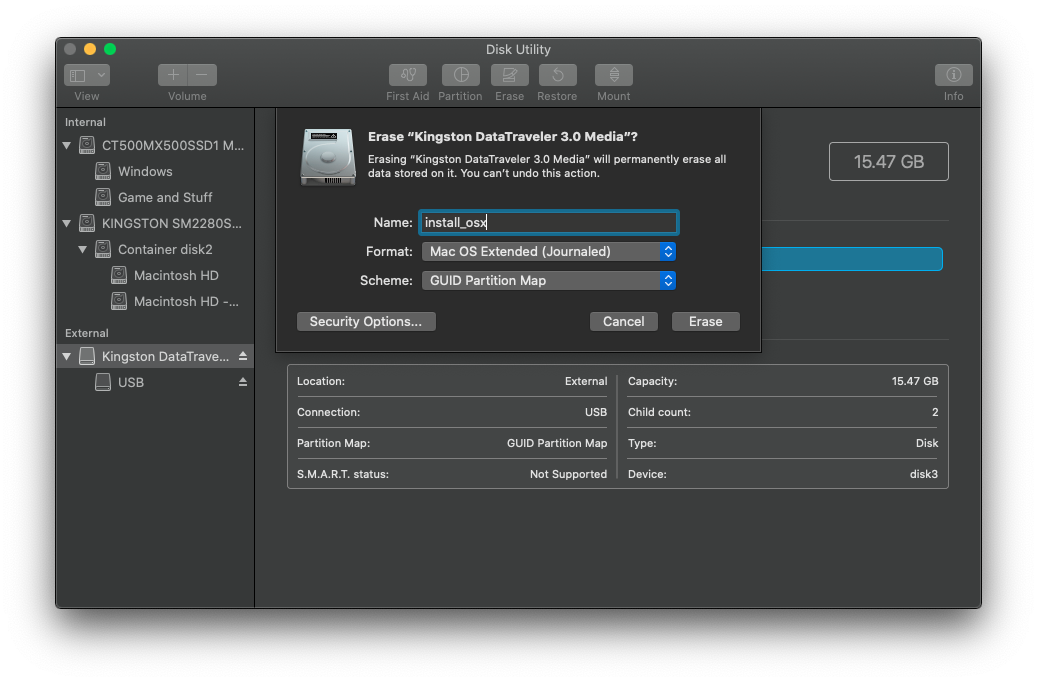 Disk Utility
View
Volume
First Aid
Partition
Erase
Restore
Mount
Info
Internal
CT500MX500SSD1 M...
Windows
Game and Stuff
KINGSTON SM2280S...
Container disk2
Macintosh HD
Macintosh HD -...
External
Kingston DataTrave...
USB
Erase “Kingston DataTraveler 3.0 Media”?
Erasing “Kingston DataTraveler 3.0 Media” will permanently erase all
data stored on it. You can’t undo this action.
Name: install_osx
Format: Mac OS Extended (Journaled)
Scheme: GUID Partition Map
Security Options...
Cancel
Erase
15.47 GB
Location: External
Capacity: 15.47 GB
Connection: USB
Child count: 2
Partition Map: GUID Partition Map
Type: Disk
S.M.A.R.T. status: Not Supported
Device: disk3